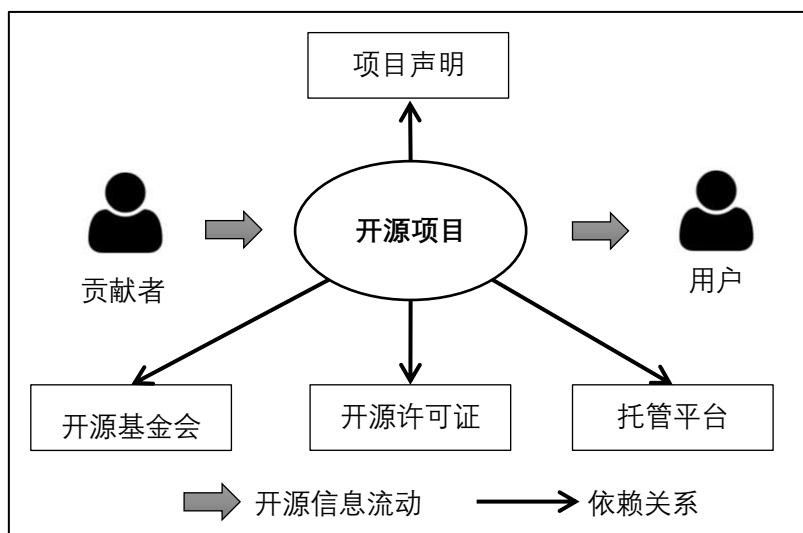 项目声明
开源项目
贡献者
用户
开源基金会
开源许可证
托管平台
开源信息流动
依赖关系